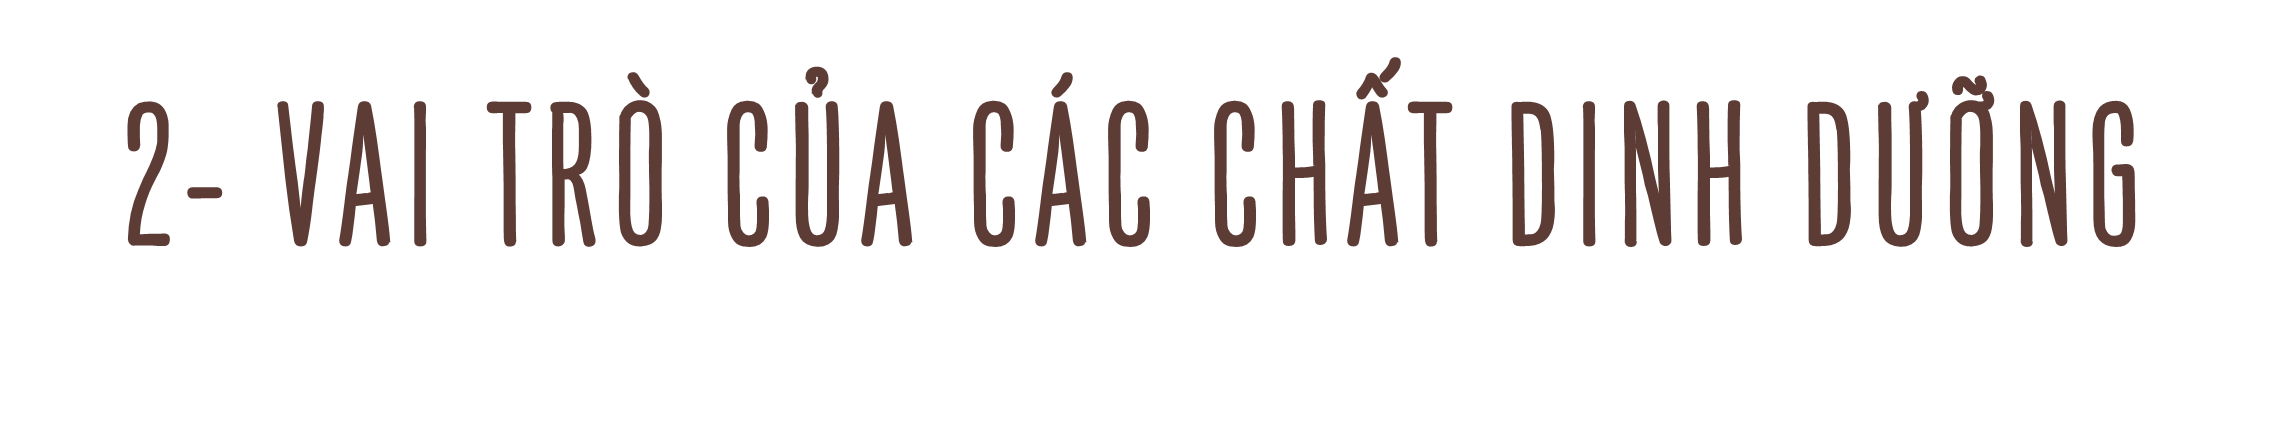 2- VAI TRÒ CỦA CÁC CHẤT DINH DƯỠNG